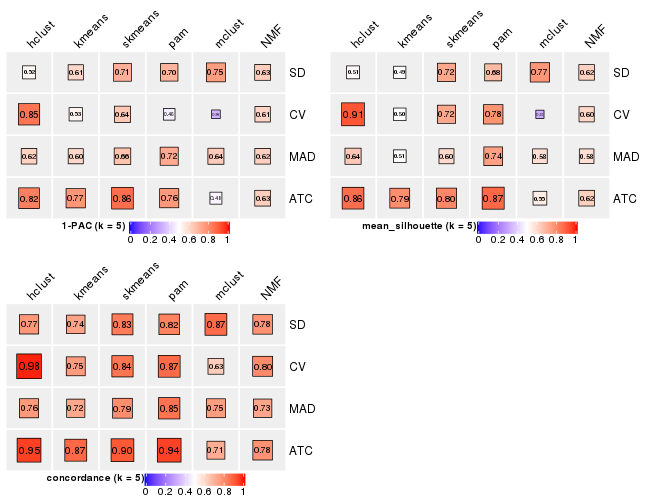 hclust kmeans skmeans pam mclust NMF
0.52 0.61 0.71 0.70 0.75 0.63 SD
0.85 0.53 0.64 0.61 CV
0.62 0.60 0.66 0.72 0.64 0.62 MAD
0.82 0.77 0.86 0.76 0.48 0.63 ATC
1-PAC (k = 5)
0 0.2 0.4 0.6 0.8 1
hclust kmeans skmeans pam mclust NMF
0.51 0.49 0.72 0.68 0.77 0.62 SD
0.91 0.50 0.72 0.78 0.60 CV
0.64 0.51 0.60 0.74 0.58 0.58 MAD
0.86 0.79 0.80 0.87 0.62 ATC
mean_silhouette (k = 5)
0 0.2 0.4 0.6 0.8 1
hclust kmeans skmeans pam mclust NMF
0.77 0.74 0.83 0.82 0.87 0.78 SD
0.98 0.75 0.84 0.87 0.63 0.80 CV
0.76 0.72 0.79 0.85 0.75 0.73 MAD
0.95 0.87 0.90 0.94 0.71 0.78 ATC
concordance (k = 5)
0 0.2 0.4 0.6 0.8 1